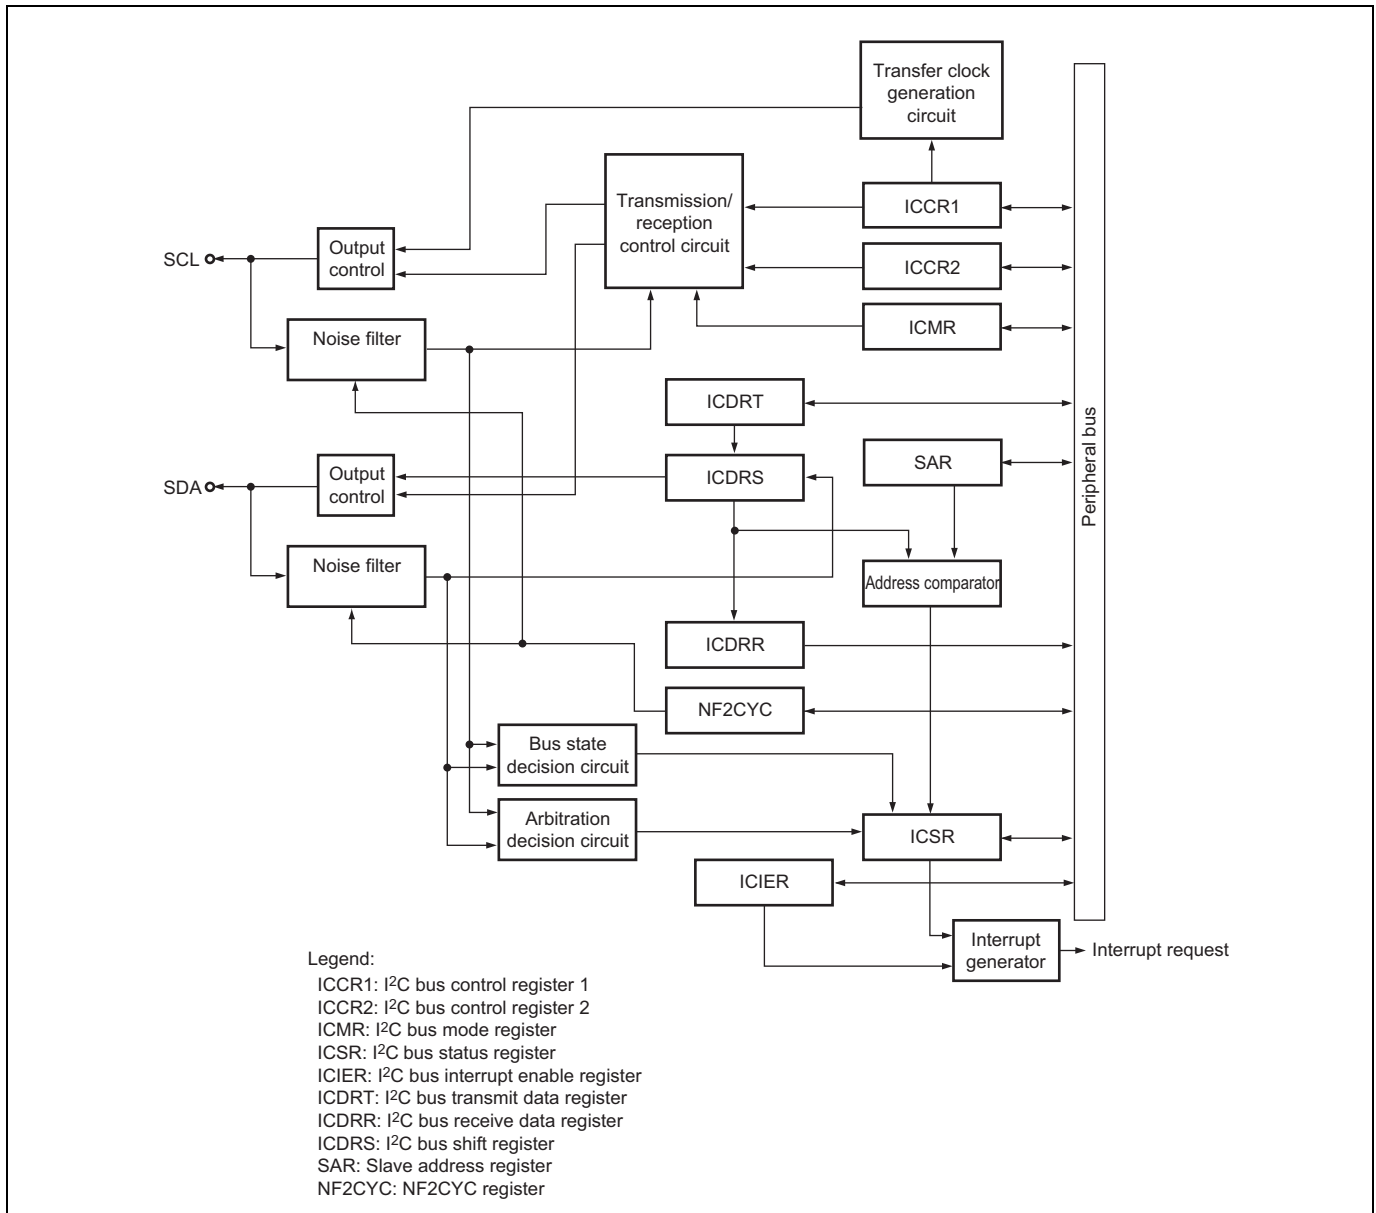 Transfer clock
generation
circuit
Transmission/
reception
control circuit
ICCR1
ICCR2
ICMR
SCL
Output
control
Noise filter
ICDRT
SDA
Output
control
ICDRS
SAR
Peripheral bus
Noise filter
Address comparator
ICDRR
NF2CYC
Bus state
decision circuit
Arbitration
decision circuit
ICSR
ICIER
Interrupt
generator
Interrupt request
Legend:
ICCR1: I2C bus control register 1
ICCR2: I2C bus control register 2
ICMR: I2C bus mode register
ICSR: I2C bus status register
ICIER: I2C bus interrupt enable register
ICDRT: I2C bus transmit data register
ICDRR: I2C bus receive data register
ICDRS: I2C bus shift register
SAR: Slave address register
NF2CYC: NF2CYC register